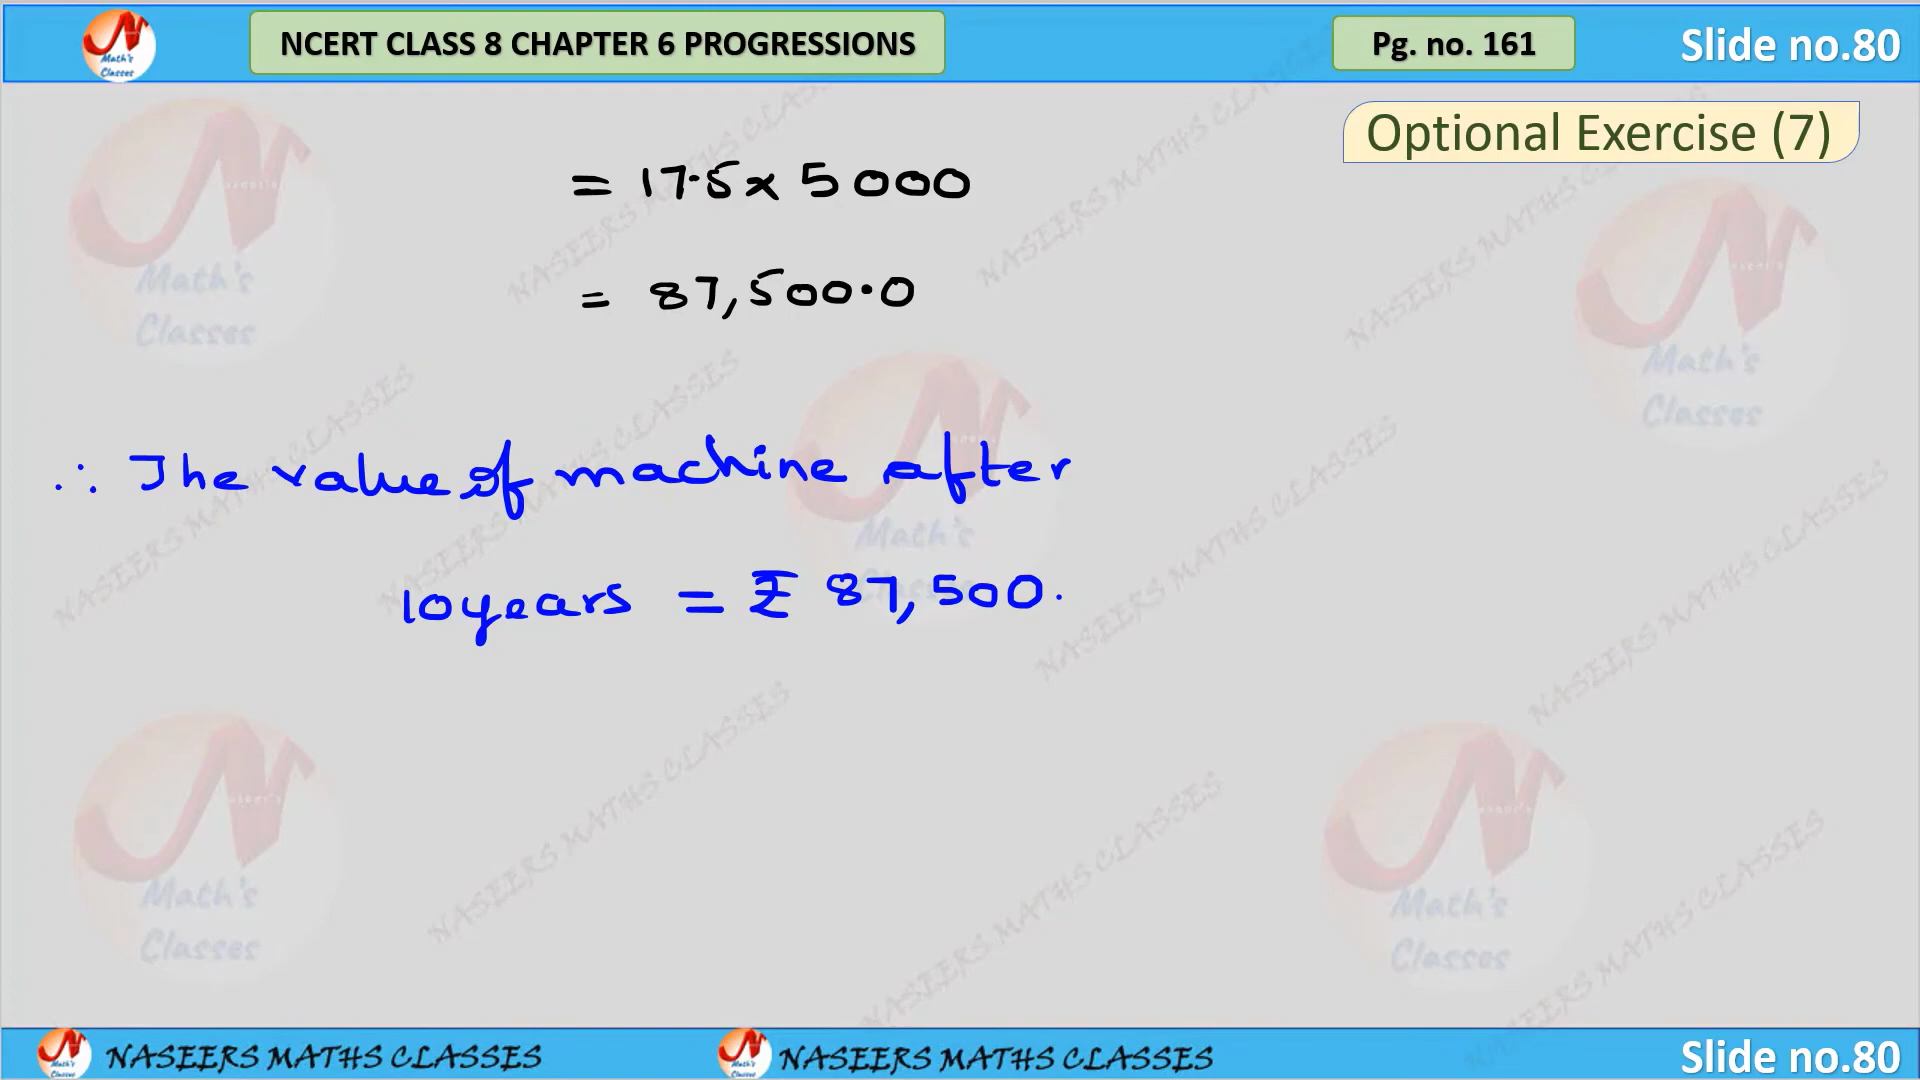 Math's Classes
NCERT CLASS 8 CHAPTER 6 PROGRESSIONS
Pg. no. 161
Slide no.80
Optional Exercise (7)
= 17.5 x 5000
= 87,500.0
∴ The value of machine after
10 years = ₹ 87,500.
NASEERS MATHS CLASSES
NASEERS MATHS CLASSES
Slide no.80